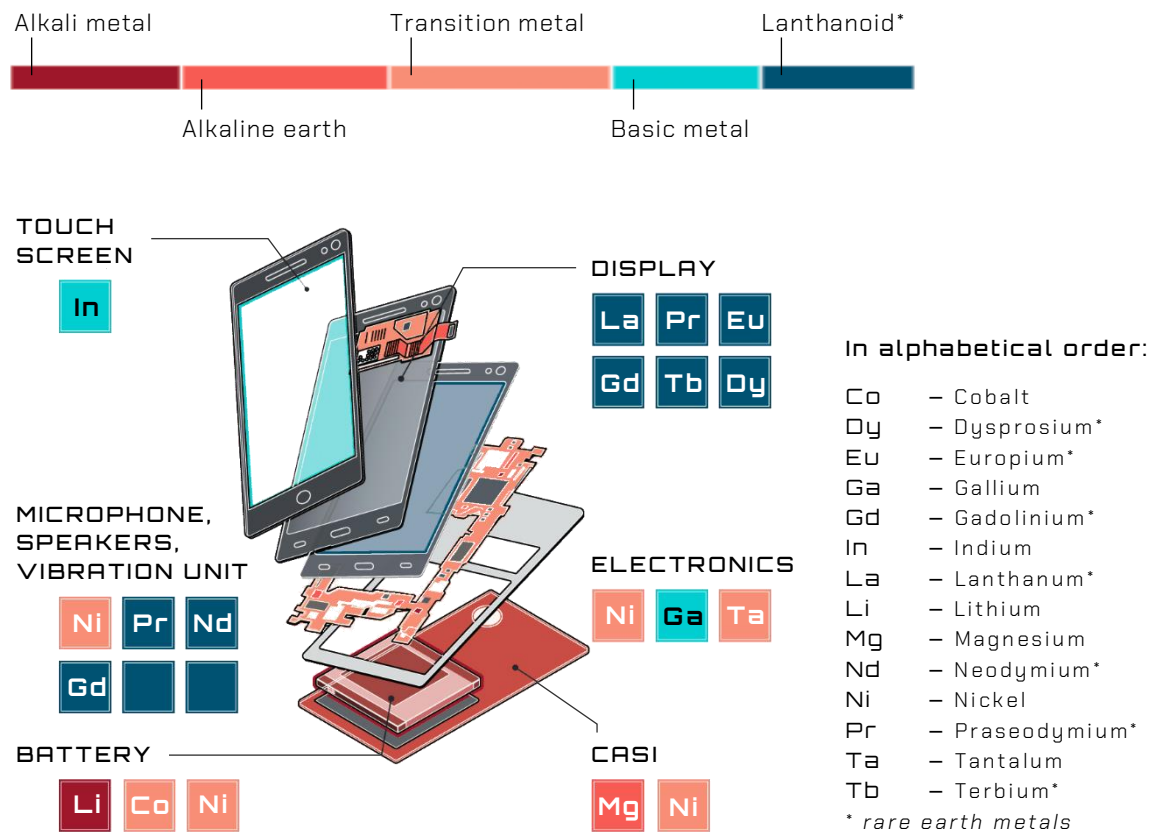 Alkali metal
Transition metal
Lanthanoid*
Alkaline earth
Basic metal
TOUCH
SCREEN
In
DISPLAY
La Pr Eu
Gd Tb Dy
MICROPHONE,
SPEAKERS,
VIBRATION UNIT
Ni Pr Nd
Gd
ELECTRONICS
Ni Ga Ta
BATTERY
Li Co Ni
CASI
Mg Ni
In alphabetical order:
Co – Cobalt
Dy – Dysprosium*
Eu – Europium*
Ga – Gallium
Gd – Gadolinium*
In – Indium
La – Lanthanum*
Li – Lithium
Mg – Magnesium
Nd – Neodymium*
Ni – Nickel
Pr – Praseodymium*
Ta – Tantalum
Tb – Terbium*
* rare earth metals